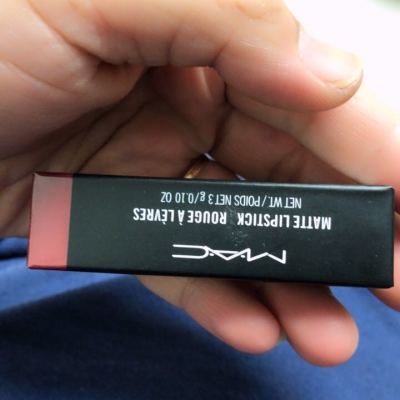 M·A·C
MATTE LIPSTICK ROUGE À LÈVRES
NET WT. / POIDS NET 3 g / 0.10 OZ